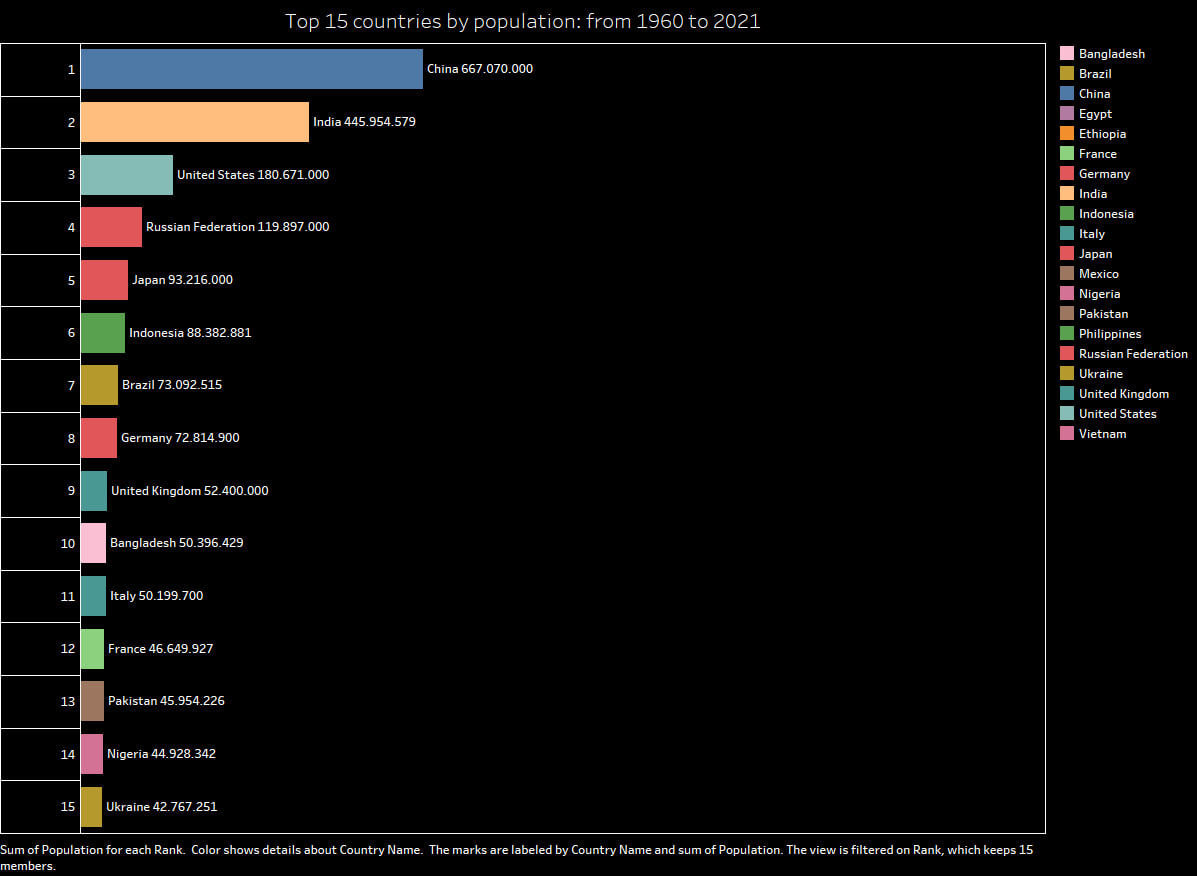 Top 15 countries by population: from 1960 to 2021
1 China 667.070.000
2 India 445.954.579
3 United States 180.671.000
4 Russian Federation 119.897.000
5 Japan 93.216.000
6 Indonesia 88.382.881
7 Brazil 73.092.515
8 Germany 72.814.900
9 United Kingdom 52.400.000
10 Bangladesh 50.396.429
11 Italy 50.199.700
12 France 46.649.927
13 Pakistan 45.954.226
14 Nigeria 44.928.342
15 Ukraine 42.767.251
Bangladesh
Brazil
China
Egypt
Ethiopia
France
Germany
India
Indonesia
Italy
Japan
Mexico
Nigeria
Pakistan
Philippines
Russian Federation
Ukraine
United Kingdom
United States
Vietnam
Sum of Population for each Rank.  Color shows details about Country Name.  The marks are labeled by Country Name and sum of Population. The view is filtered on Rank, which keeps 15
members.